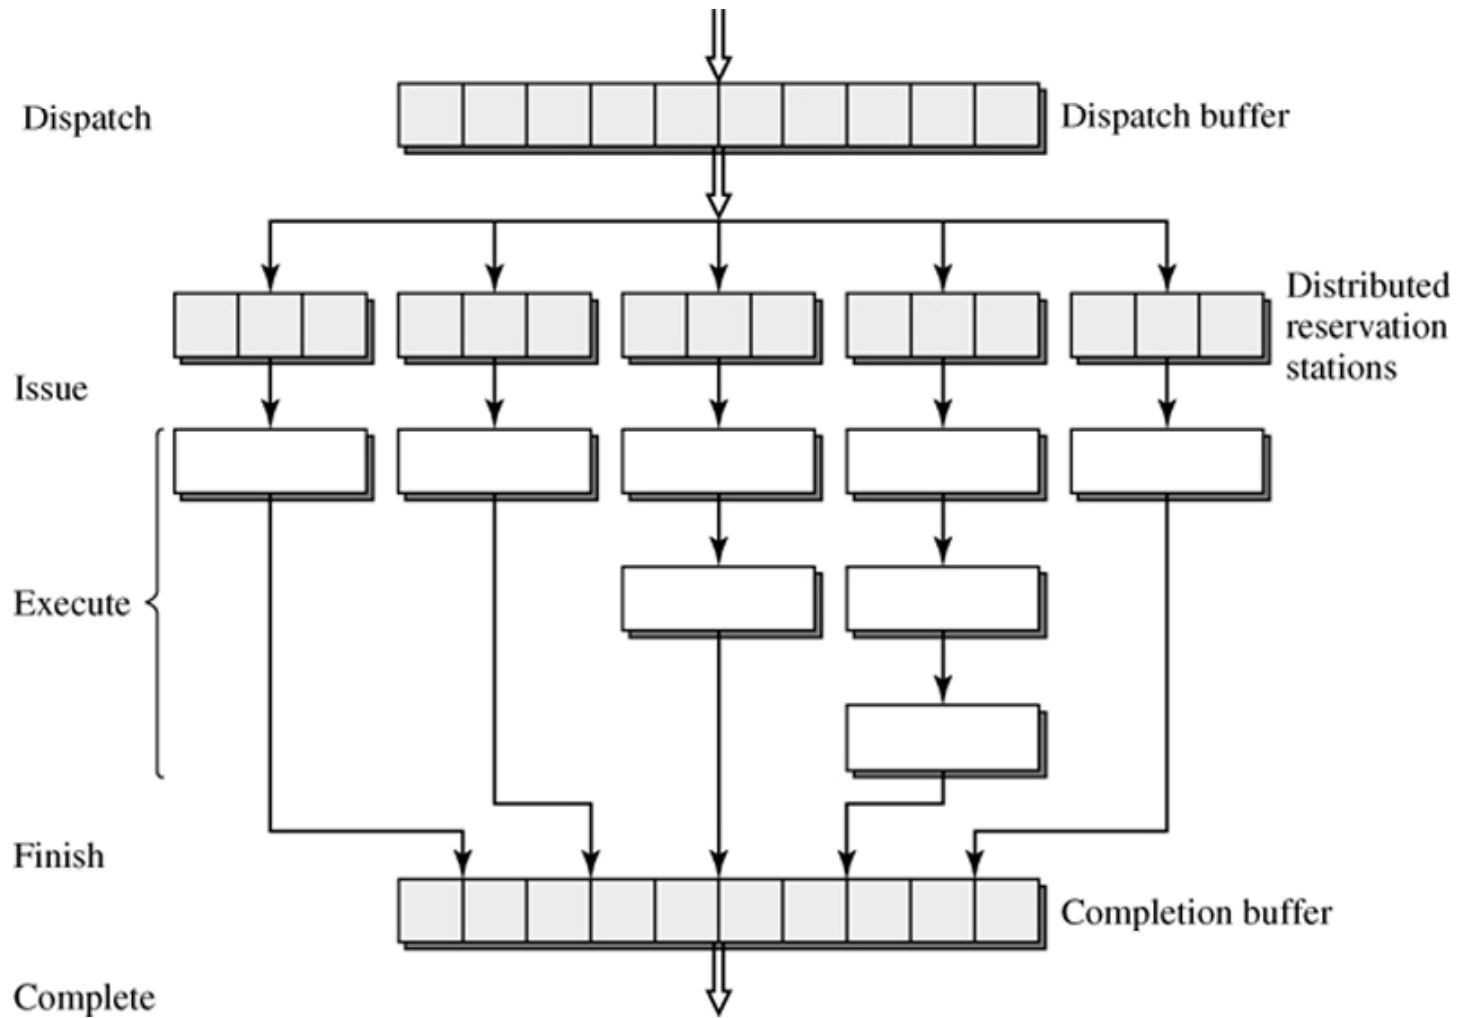 Dispatch
Dispatch buffer
Distributed
reservation
stations
Issue
Execute
Finish
Completion buffer
Complete